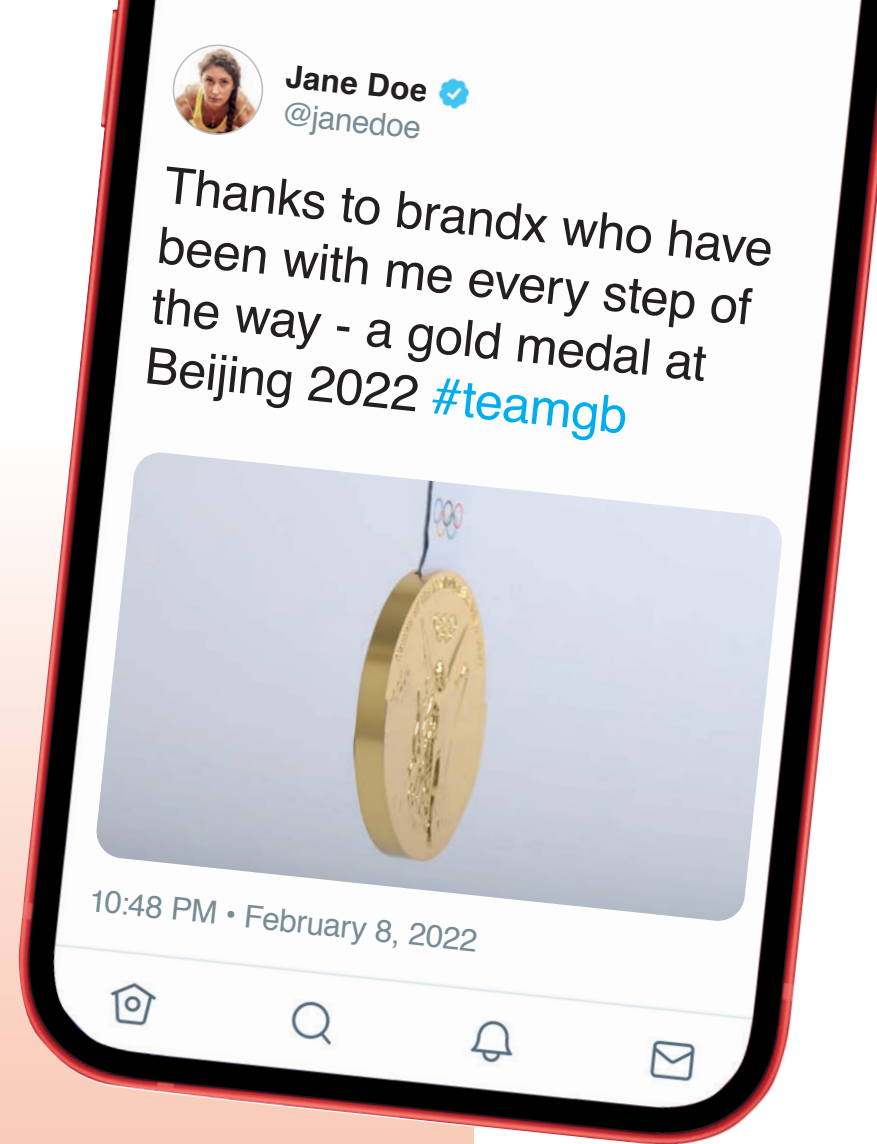 Jane Doe
@janedoe
Thanks to brandx who have
been with me every step of
the way - a gold medal at
Beijing 2022 #teamgb
10:48 PM • February 8, 2022